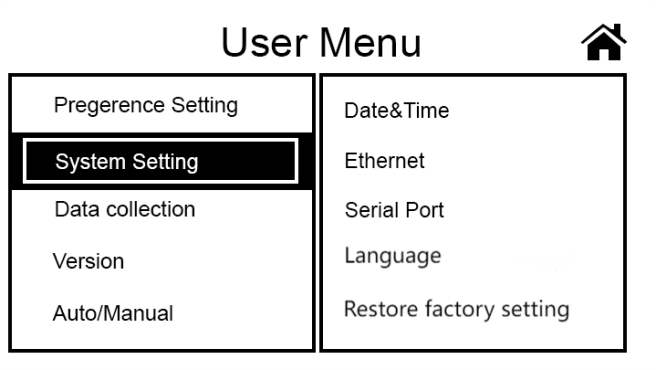 User Menu
Pregerence Setting
System Setting
Data collection
Version
Auto/Manual
Date&Time
Ethernet
Serial Port
Language
Restore factory setting